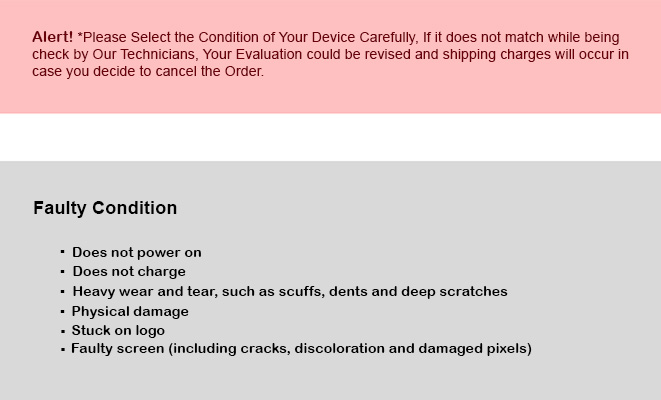 Alert! *Please Select the Condition of Your Device Carefully, If it does not match while being
check by Our Technicians, Your Evaluation could be revised and shipping charges will occur in
case you decide to cancel the Order.
Faulty Condition
▪ Does not power on
▪ Does not charge
▪ Heavy wear and tear, such as scuffs, dents and deep scratches
▪ Physical damage
▪ Stuck on logo
▪ Faulty screen (including cracks, discoloration and damaged pixels)